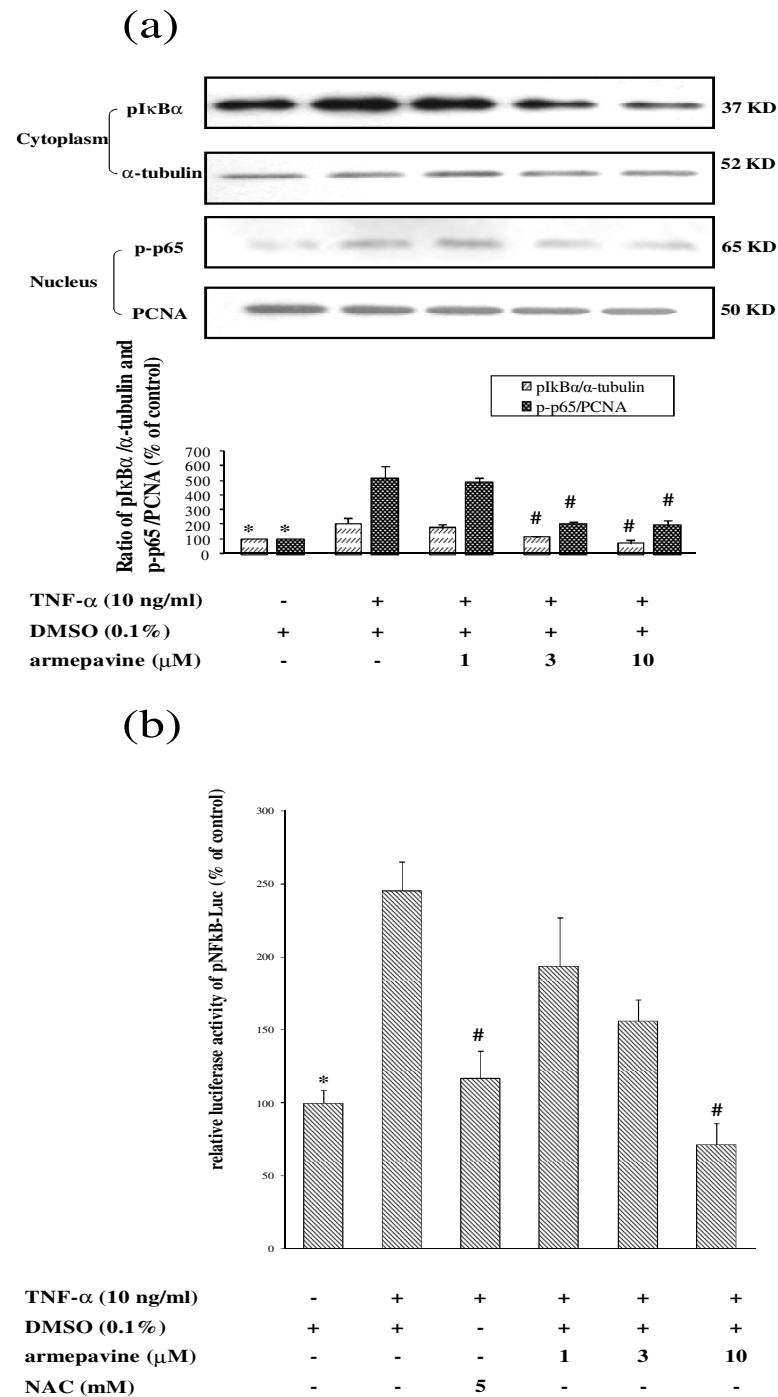 (a)
pIκBα
37 KD
Cytoplasm
α-tubulin
52 KD
p-p65
65 KD
Nucleus
PCNA
50 KD
Ratio of pIκBα/α-tubulin and
p-p65/PCNA (% of control)
pIkBα/α-tubulin
p-p65/PCNA
700
600
500
400
300
200
100
0
* * # # # #
TNF-α (10 ng/ml) - + + + +
DMSO (0.1%) + + + + +
armepavine (μM) - - 1 3 10
(b)
relative luciferase activity of pNFkB-Luc (% of control)
300
250
200
150
100
50
0
* # #
TNF-α (10 ng/ml) - + + + + +
DMSO (0.1%) + + - + + +
armepavine (μM) - - - 1 3 10
NAC (mM) - - 5 - - -